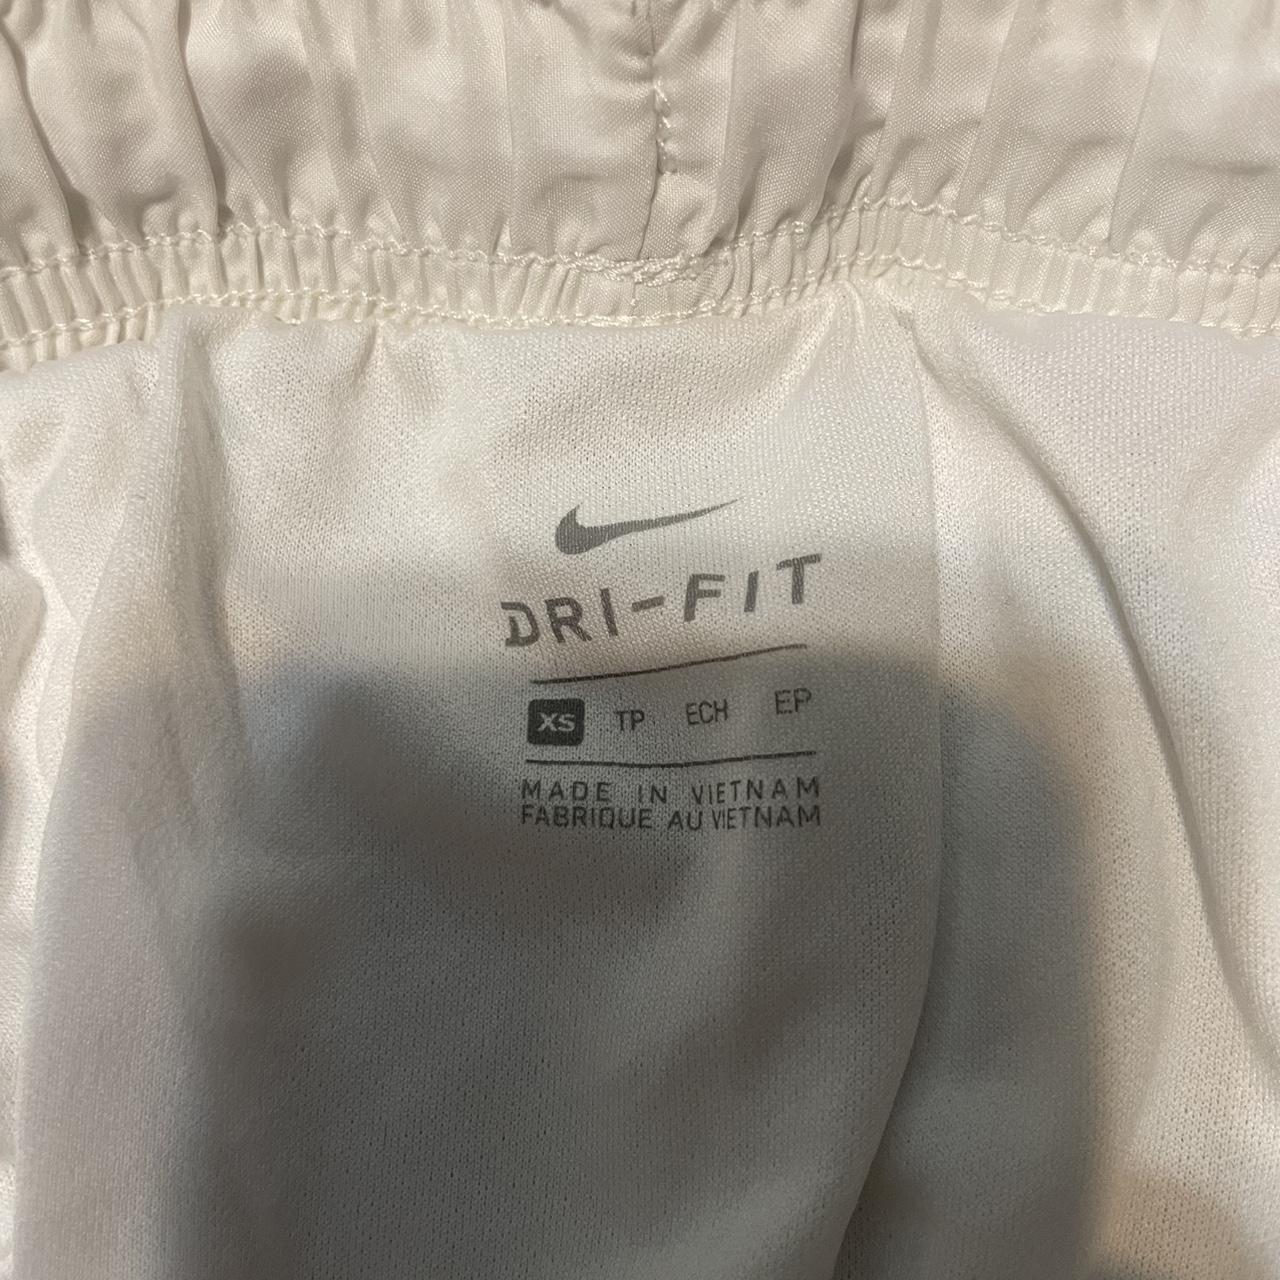 DRI-FIT
XS TP ECH EP
MADE IN VIETNAM
FABRIQUE AU VIETNAM